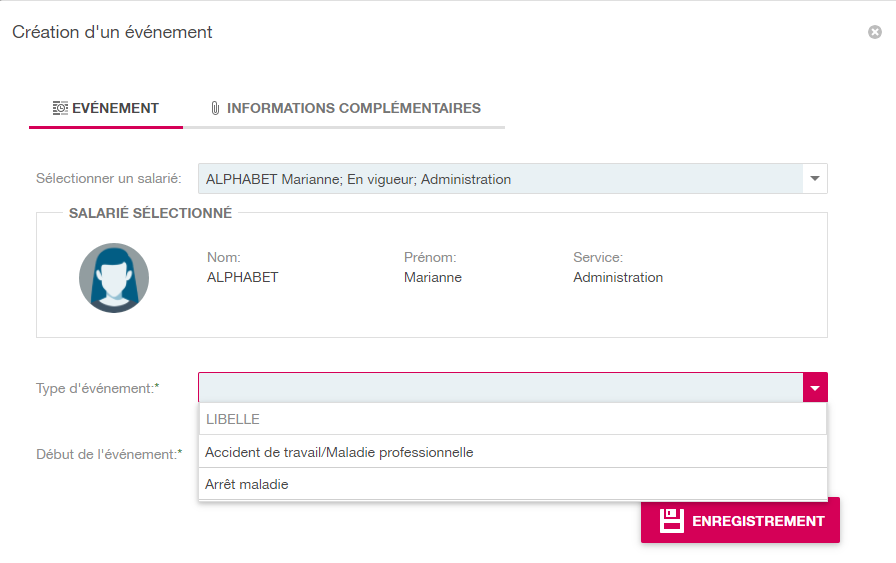 Création d'un événement
EVÉNEMENT INFORMATIONS COMPLÉMENTAIRES
Sélectionner un salarié: ALPHABET Marianne; En vigueur; Administration
SALARIÉ SÉLECTIONNÉ
Nom: Prénom: Service:
ALPHABET Marianne Administration
Type d'événement:*
LIBELLE
Début de l'événement:* Accident de travail/Maladie professionnelle
Arrêt maladie
ENREGISTREMENT